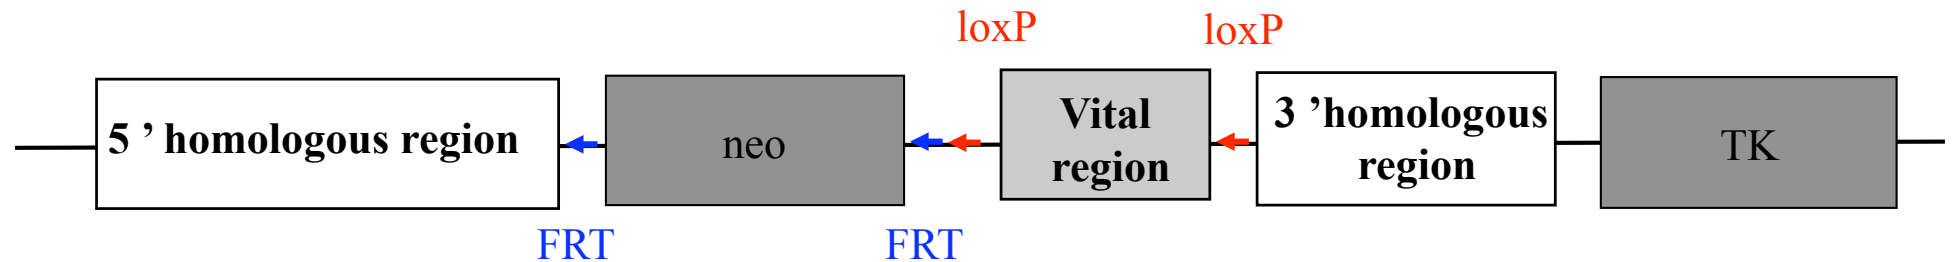 loxP
loxP
5 ’ homologous region
neo
Vital
region
3 ’homologous
region
TK
FRT
FRT